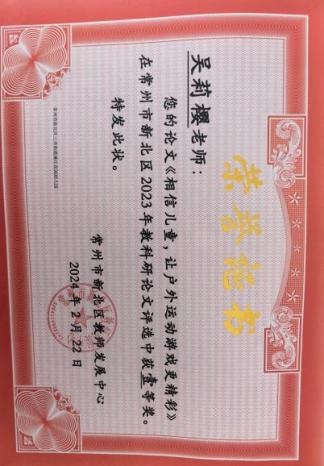 荣誉证书
吴莉樱老师：
您的论文《相信儿童，让户外运动游戏更精彩》
在常州市新北区2023年教科研论文评选中获壹等奖。
特发此状。
常州市新北区教师发展中心
2024年2月22日